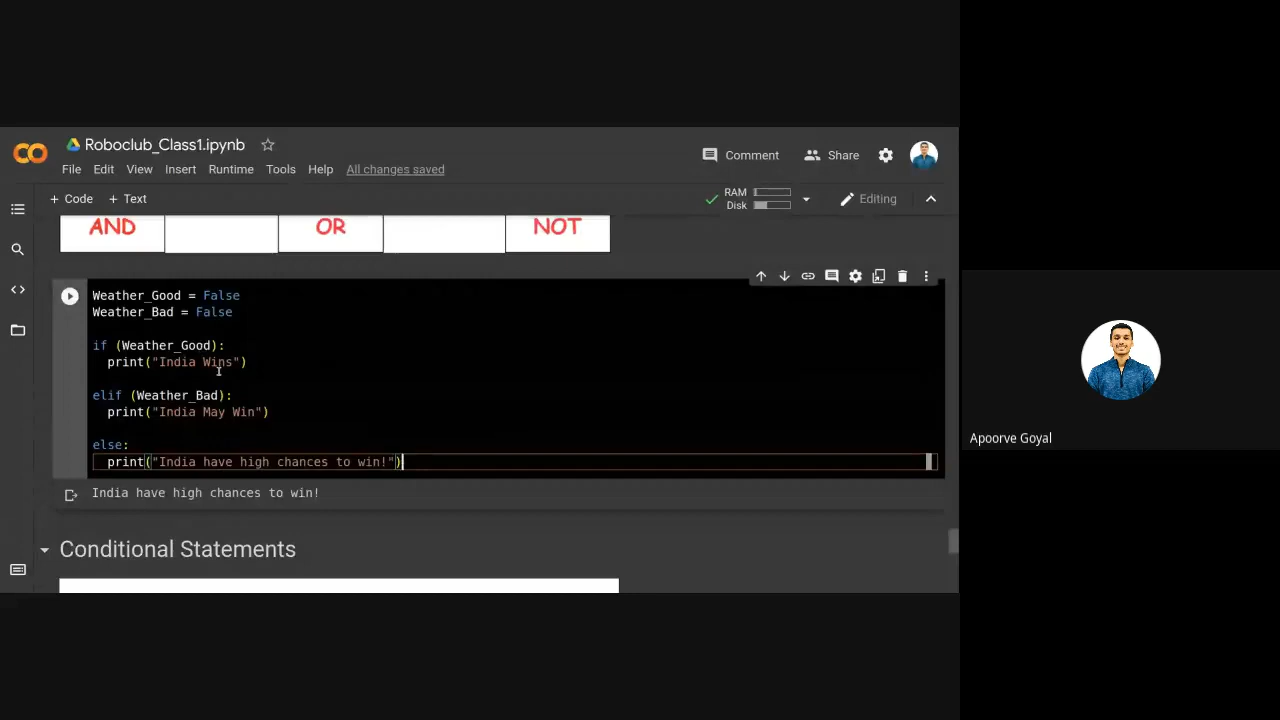 Roboclub_Class1.ipynb
File Edit View Insert Runtime Tools Help All changes saved
Comment Share
+ Code + Text
RAM
Disk
Editing
AND OR NOT
Weather_Good = False
Weather_Bad = False
if (Weather_Good):
print("India Wins")
elif (Weather_Bad):
print("India May Win")
else:
print("India have high chances to win!")
India have high chances to win!
Conditional Statements
Apoorve Goyal